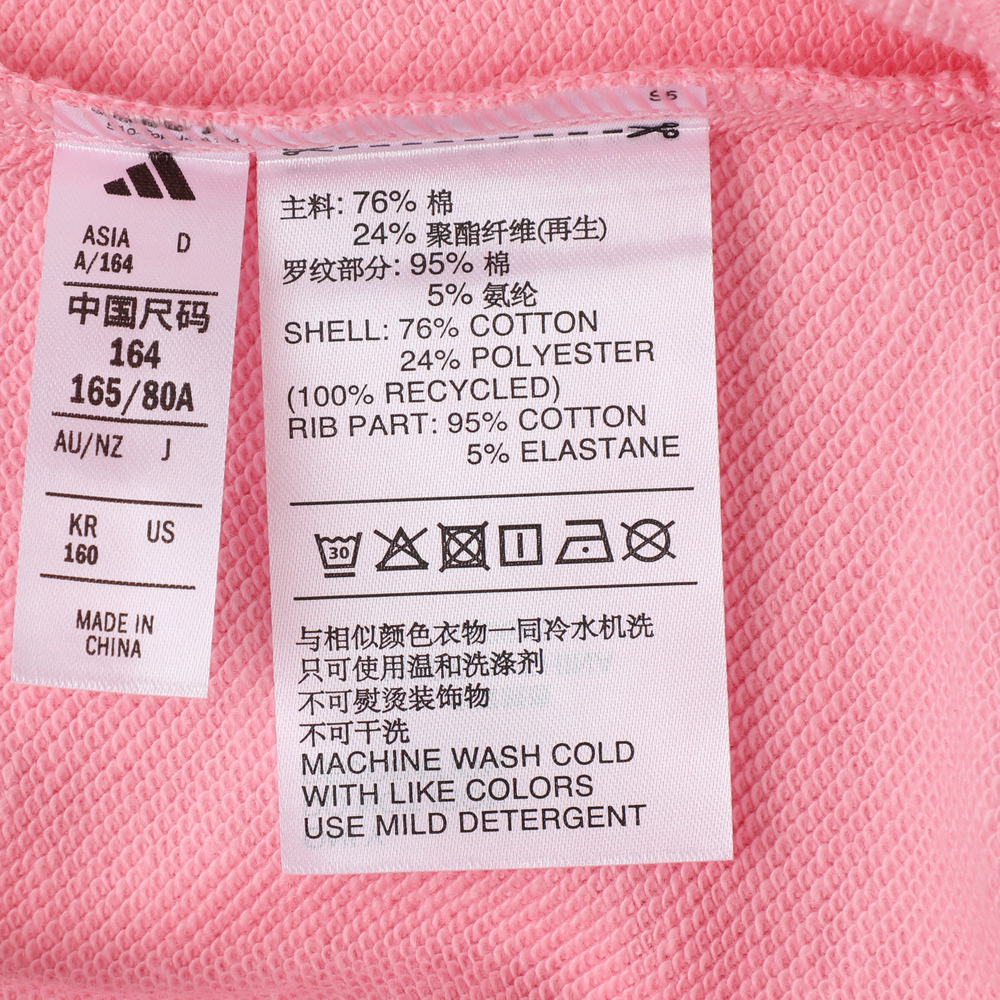 ASIA D
A/164
中国尺码
164
165/80A
AU/NZ J
KR US
160
MADE IN
CHINA
主料: 76% 棉
24% 聚酯纤维(再生)
罗纹部分: 95% 棉
5% 氨纶
SHELL: 76% COTTON
24% POLYESTER
(100% RECYCLED)
RIB PART: 95% COTTON
5% ELASTANE
30
与相似颜色衣物一同冷水机洗
只可使用温和洗涤剂
不可熨烫装饰物
不可干洗
MACHINE WASH COLD
WITH LIKE COLORS
USE MILD DETERGENT